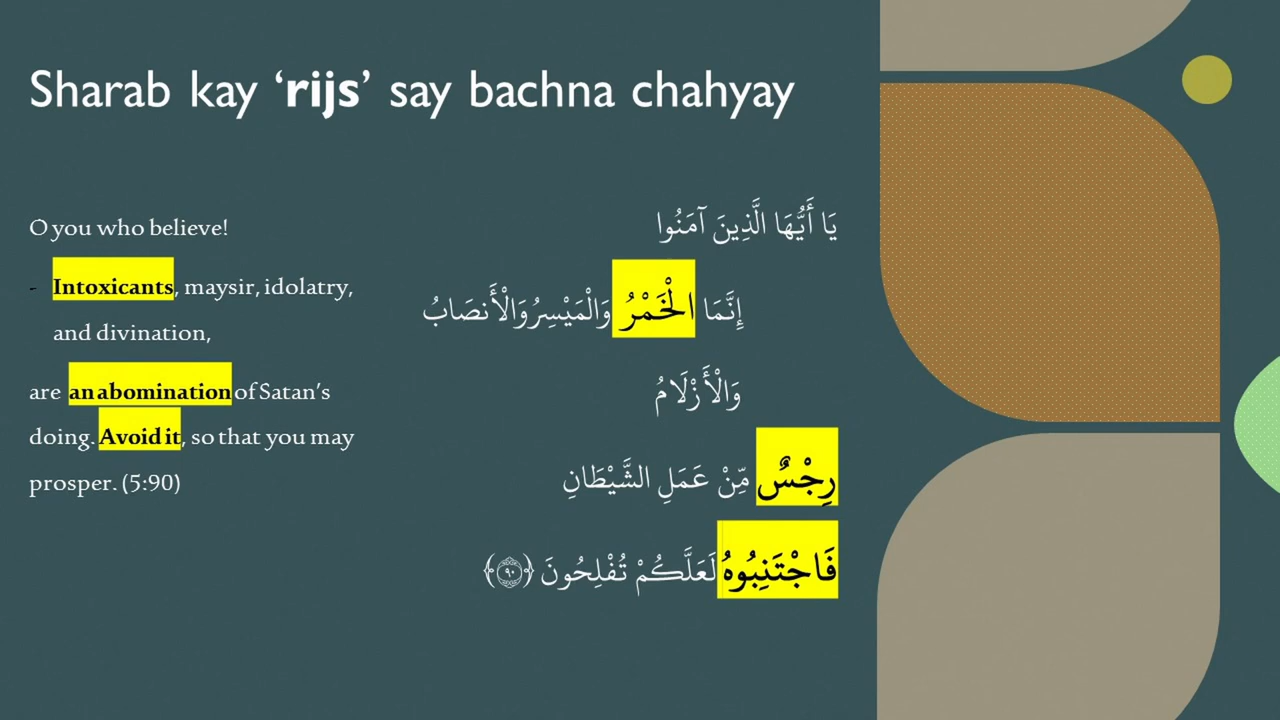 Sharab kay ‘rijs’ say bachna chahyay
O you who believe!
- Intoxicants, maysir, idolatry,
and divination,
are an abomination of Satan’s
doing. Avoid it, so that you may
prosper. (5:90)
يَا أَيُّهَا الَّذِينَ آمَنُوا
إِنَّمَا الْخَمْرُ وَالْمَيْسِرُ وَالْأَنصَابُ
وَالْأَزْلَامُ
رِجْسٌ مِّنْ عَمَلِ الشَّيْطَانِ
فَاجْتَنِبُوهُ لَعَلَّكُمْ تُفْلِحُونَ ﴿٩٠﴾